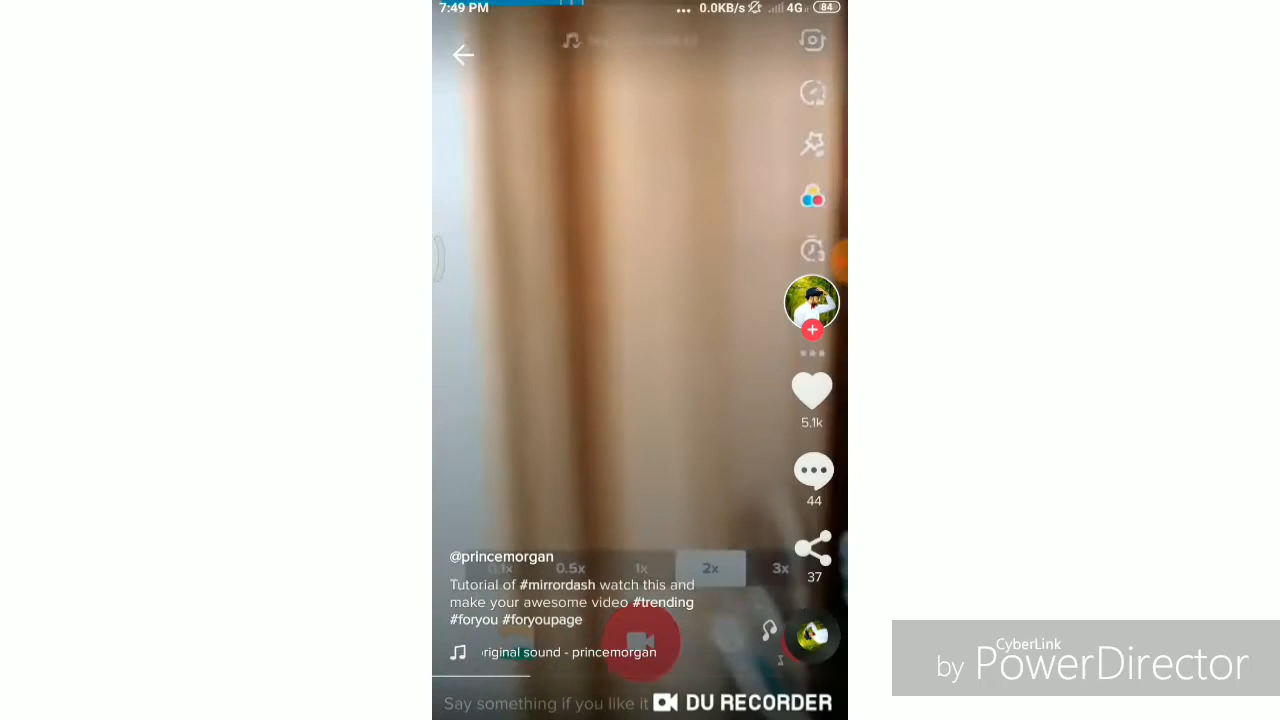 7:49 PM
0.0KB/s 4G 84
5.1k
44
@princemorgan
0.1x 0.5x 1x 2x 3x
37
Tutorial of #mirrordash watch this and
make your awesome video #trending
#foryou #foryoupage
riginal sound - princemorgan
Say something if you like it
DU RECORDER
CyberLink
by PowerDirector